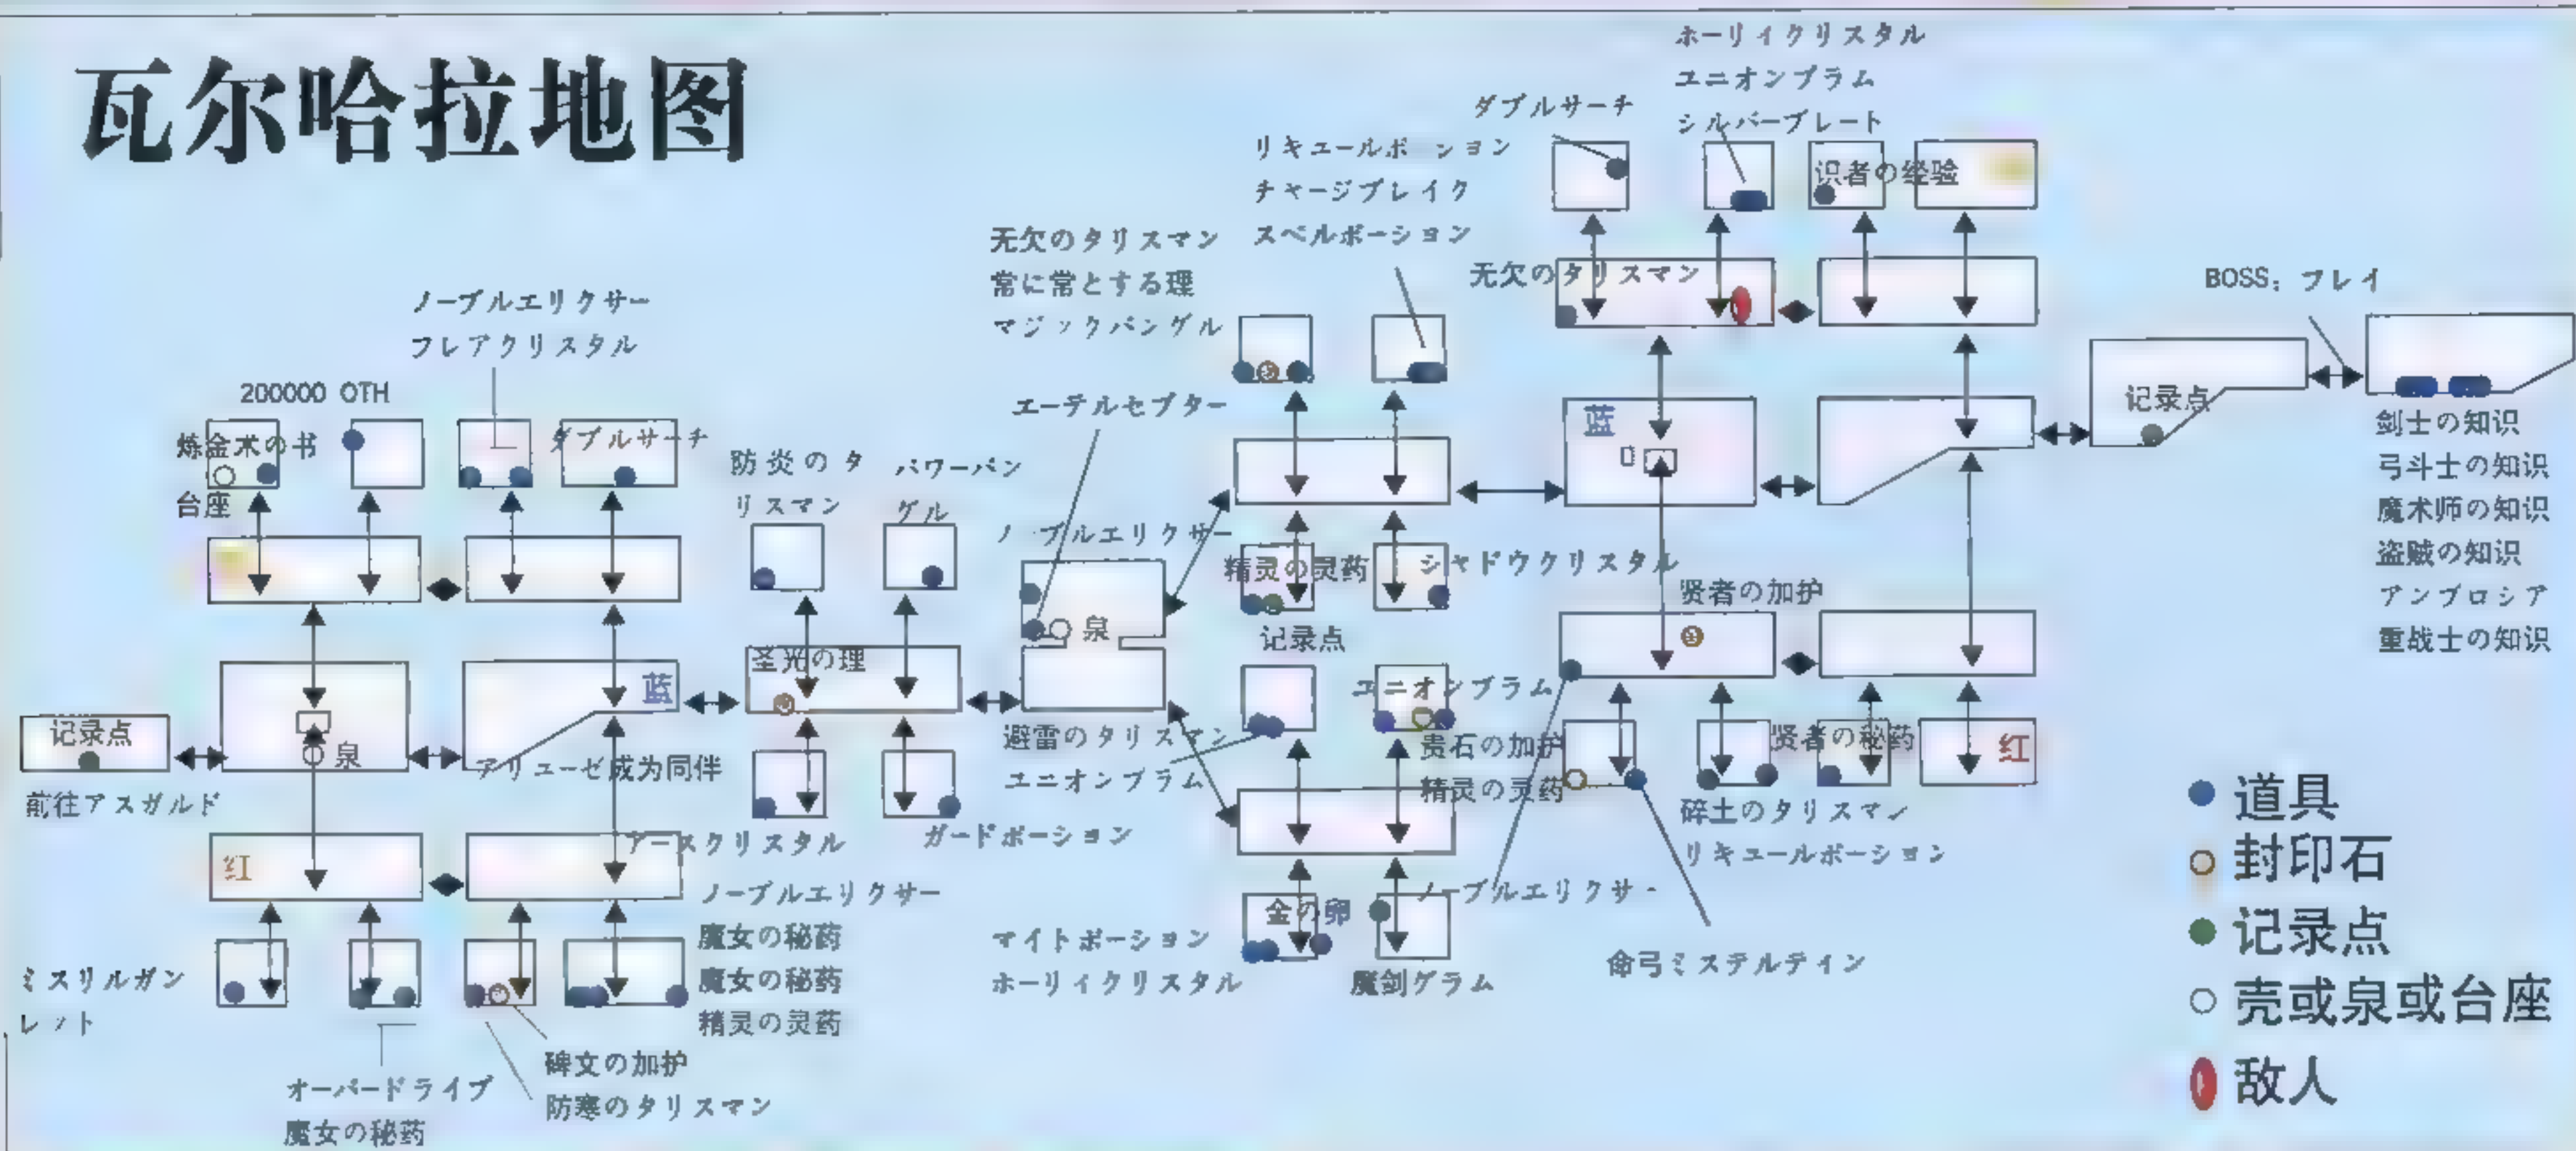 瓦尔哈拉地图
ノーブルエリクサー
フレアクリスタル
200000 OTH
炼金术の书
台座
ダブルサーチ
防炎のタ
リスマン
パワーバン
グル
蓝
圣光の理
记录点
前往アスガルド
泉
アリューゼ成为同伴
红
アースクリスタル
ガードポーション
ノーブルエリクサー
魔女の秘药
魔女の秘药
精灵の灵药
ミスリルガン
レット
オーバードライブ
魔女の秘药
碑文の加护
防寒のタリスマン
无欠のタリスマン
常に常とする理
マジックバングル
リキュールポーション
チャージブレイク
スペルポーション
エーテルセプター
ノーブルエリクサー
泉
精灵の灵药
シャドウクリスタル
记录点
避雷のタリスマン
ユニオンプラム
ユニオンプラム
贵石の加护
精灵の灵药
マイトポーション
ホーリィクリスタル
金の卵
魔剑グラム
ノーブルエリクサー
ダブルサーチ
ホーリイクリスタル
ユニオンプラム
シルバープレート
识者の经验
无欠のタリスマン
蓝
贤者の加护
贤者の秘药
红
碎土のタリスマン
リキュールポーション
命弓ミステルテイン
记录点
BOSS：フレイ
剑士の知识
弓斗士の知识
魔术师の知识
盗贼の知识
アンブロシア
重战士の知识
道具
封印石
记录点
壳或泉或台座
敌人